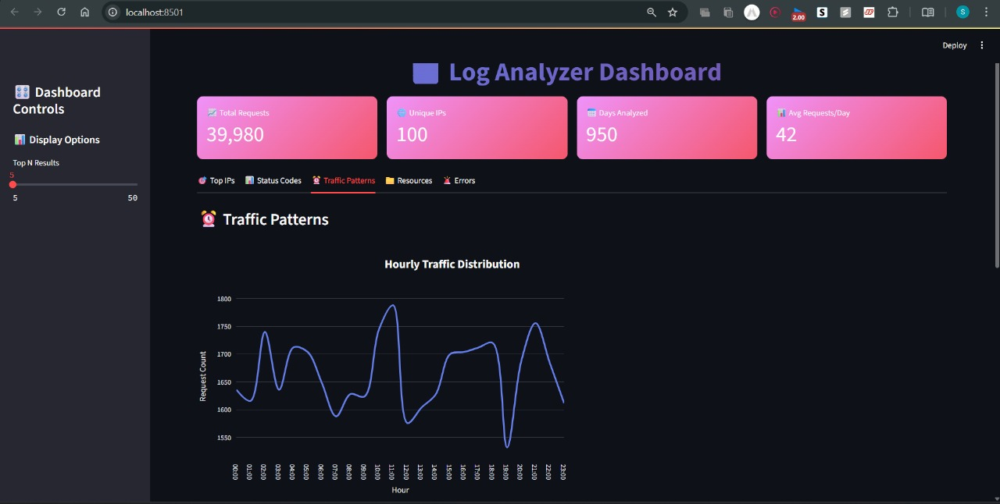 localhost:8501
2.00
S
S
Deploy
Log Analyzer Dashboard
Dashboard Controls
Display Options
Top N Results
5
5 50
Total Requests
39,980
Unique IPs
100
Days Analyzed
950
Avg Requests/Day
42
Top IPs Status Codes Traffic Patterns Resources Errors
Traffic Patterns
Hourly Traffic Distribution
Request Count
1800
1750
1700
1650
1600
1550
00:00 01:00 02:00 03:00 04:00 05:00 06:00 07:00 08:00 09:00 10:00 11:00 12:00 13:00 14:00 15:00 16:00 17:00 18:00 19:00 20:00 21:00 22:00 23:00
Hour